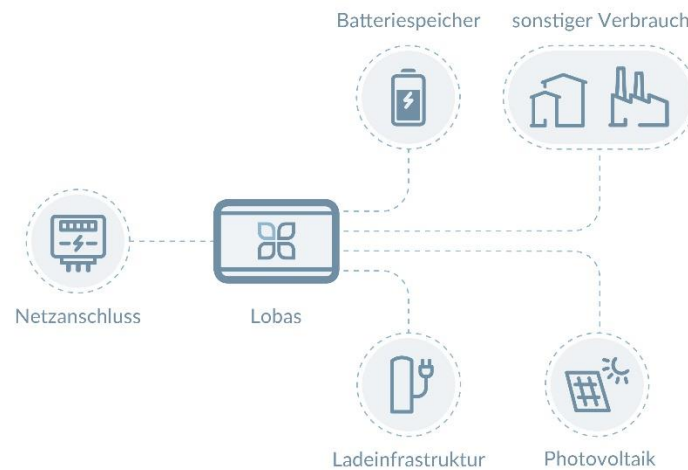 Batteriespeicher
sonstiger Verbrauch
Netzanschluss
Lobas
Ladeinfrastruktur
Photovoltaik